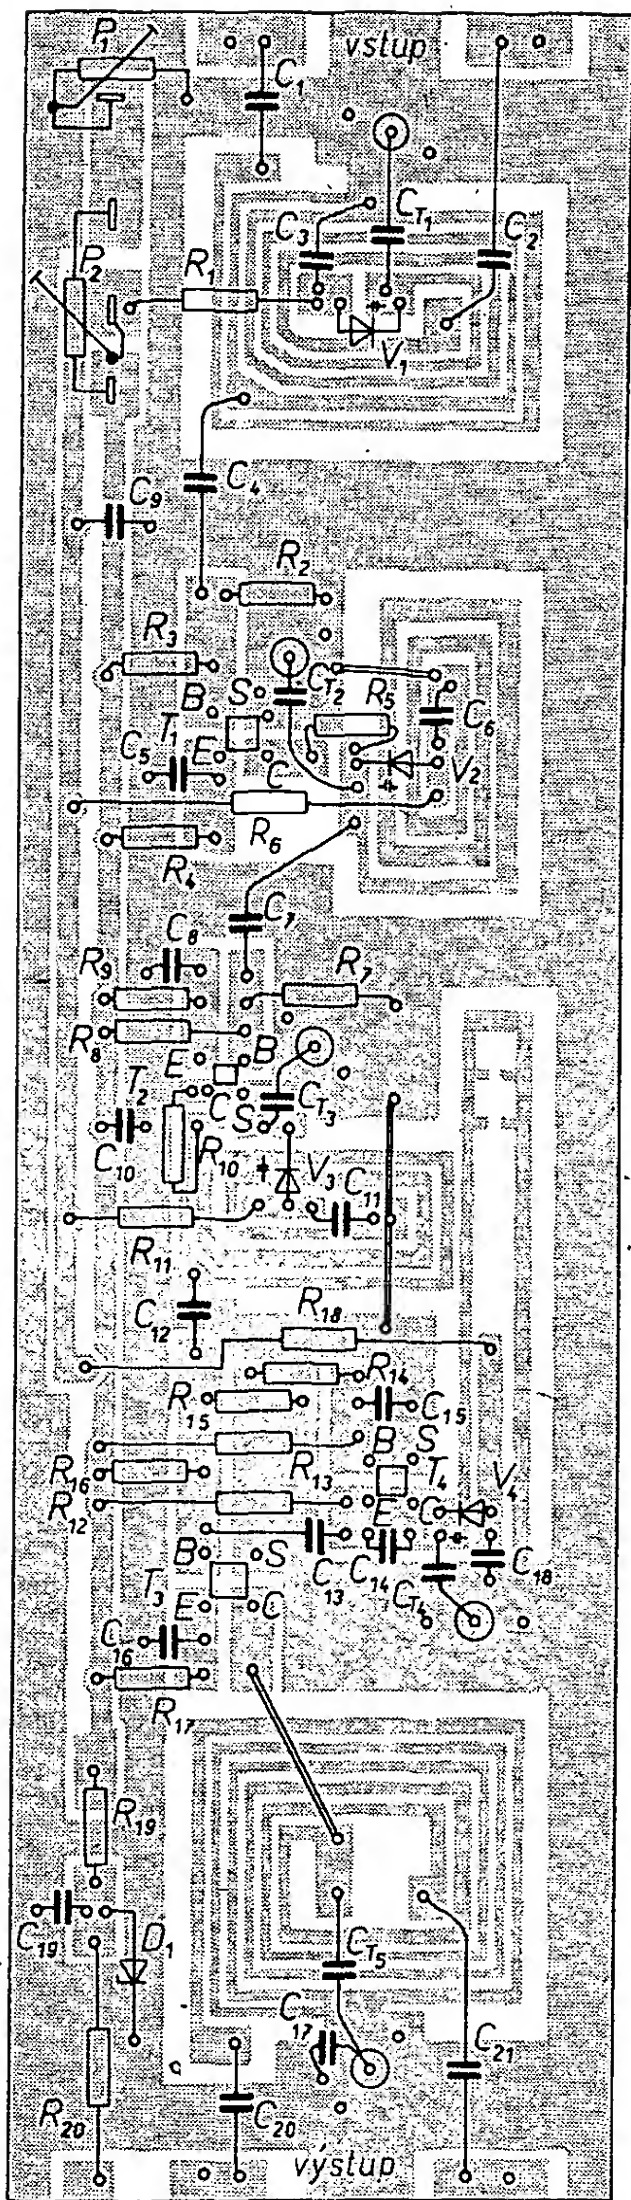 P1
vstup
C1
C3
CT1
C2
P2
R1
V1
C4
C9
R2
R3
B
S
CT2
R5
C6
C5
T1
E
C
V2
R6
R4
C7
C8
R9
R7
R8
E
B
T2
C
S
CT3
C10
R10
V3
C11
R11
C12
R18
R14
R15
C15
B
S
R16
R13
T4
V4
R12
E
C
B
S
C13
C14
CT4
C18
T3
E
C
C16
R17
R19
C19
D1
CT5
C17
C21
R20
C20
výstup